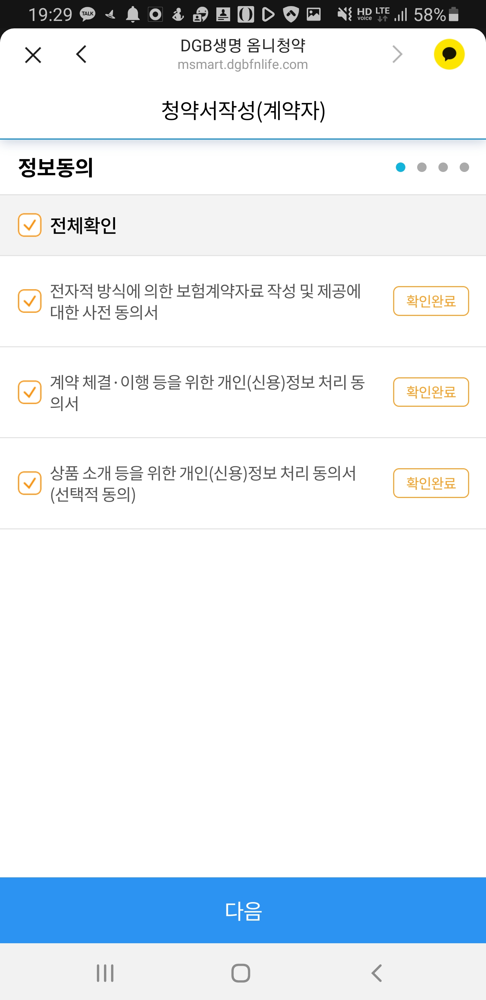 19:29 TALK HD voice LTE 58%
DGB생명 옴니청약
msmart.dgbfnlife.com
청약서작성(계약자)
정보동의
전체확인
전자적 방식에 의한 보험계약자료 작성 및 제공에
대한 사전 동의서
확인완료
계약 체결·이행 등을 위한 개인(신용)정보 처리 동
의서
확인완료
상품 소개 등을 위한 개인(신용)정보 처리 동의서
(선택적 동의)
확인완료
다음